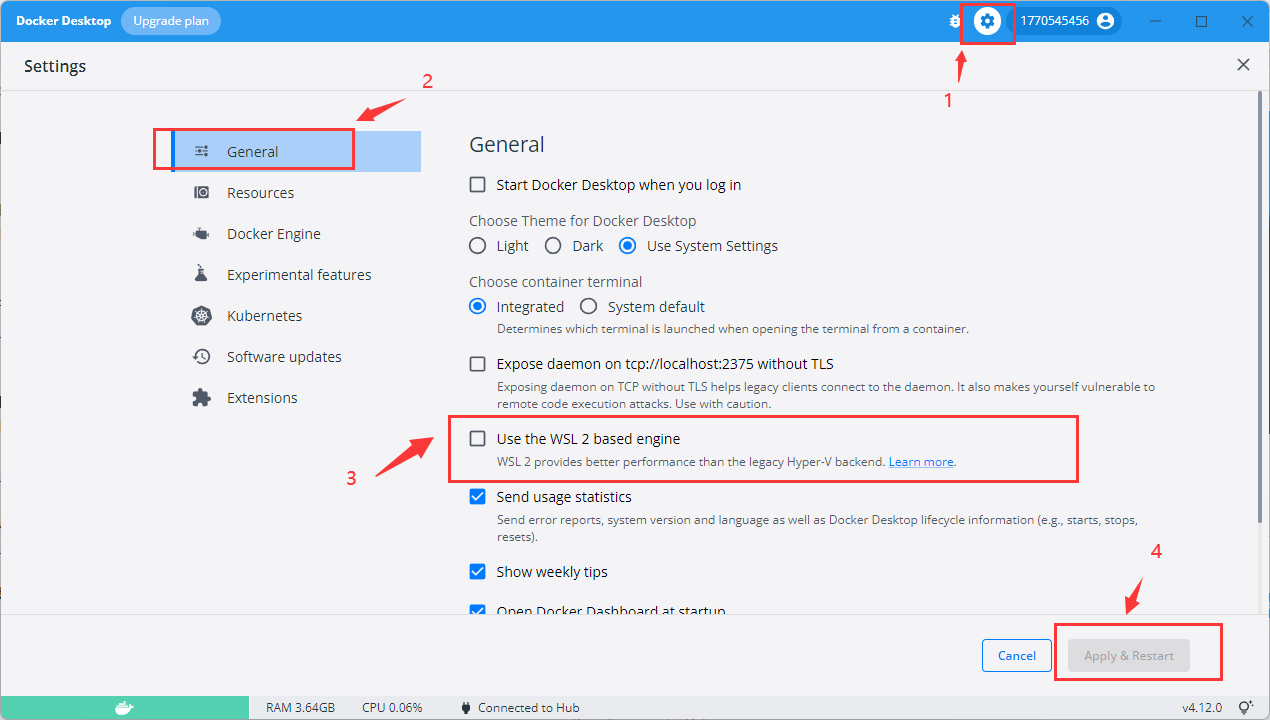 Docker Desktop Upgrade plan 1770545456
Settings
1
2
General
Resources
Docker Engine
Experimental features
Kubernetes
Software updates
Extensions
General
Start Docker Desktop when you log in
Choose Theme for Docker Desktop
Light Dark Use System Settings
Choose container terminal
Integrated System default
Determines which terminal is launched when opening the terminal from a container.
Expose daemon on tcp://localhost:2375 without TLS
Exposing daemon on TCP without TLS helps legacy clients connect to the daemon. It also makes yourself vulnerable to
remote code execution attacks. Use with caution.
3
Use the WSL 2 based engine
WSL 2 provides better performance than the legacy Hyper-V backend. Learn more.
Send usage statistics
Send error reports, system version and language as well as Docker Desktop lifecycle information (e.g., starts, stops,
resets).
4
Show weekly tips
Open Docker Dashboard at startup
Cancel Apply & Restart
RAM 3.64GB CPU 0.06% Connected to Hub v4.12.0